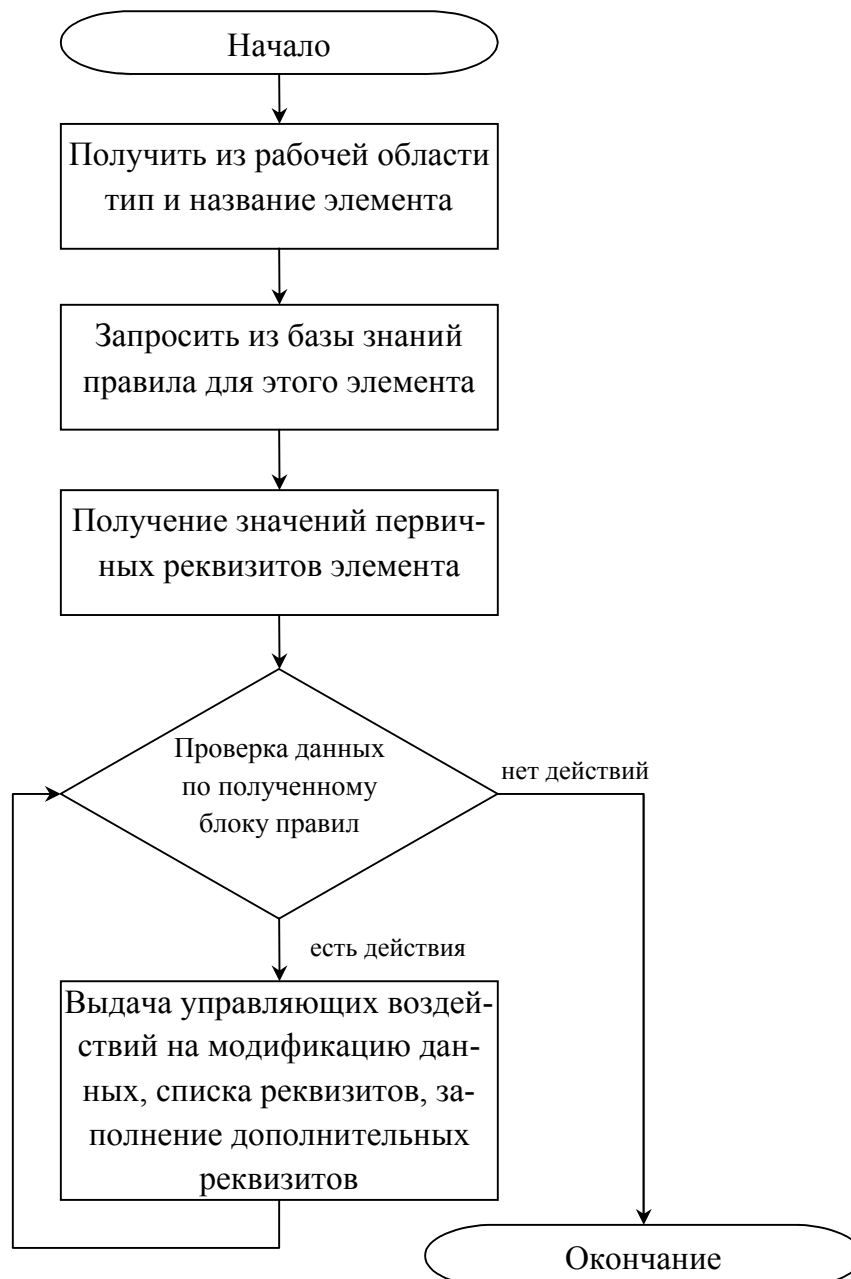 Начало
Получить из рабочей области
тип и название элемента
Запросить из базы знаний
правила для этого элемента
Получение значений первич-
ных реквизитов элемента
Проверка данных
по полученному
блоку правил
нет действий
есть действия
Выдача управляющих воздей-
ствий на модификацию дан-
ных, списка реквизитов, за-
полнение дополнительных
реквизитов
Окончание